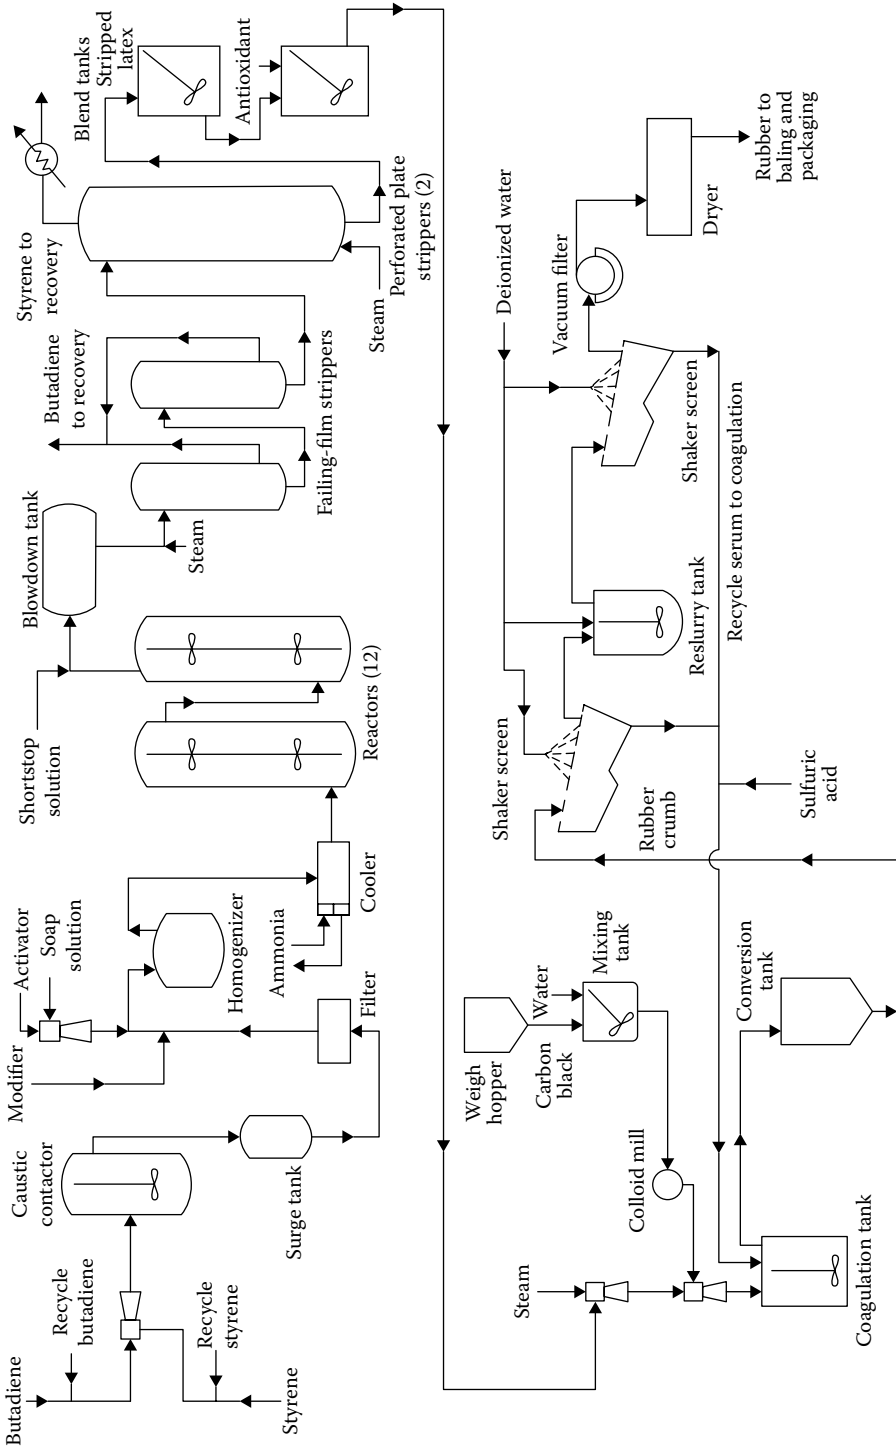 Butadiene
Recycle
butadiene
Recycle
styrene
Styrene
Caustic
contactor
Surge tank
Modifier
Activator
Soap
solution
Homogenizer
Filter
Ammonia
Cooler
Shortstop
solution
Reactors (12)
Blowdown tank
Steam
Butadiene
to recovery
Failing-film strippers
Styrene to
recovery
Steam
Perforated plate
strippers (2)
Blend tanks
Stripped
latex
Antioxidant
Steam
Colloid mill
Coagulation tank
Weigh
hopper
Carbon
black
Water
Mixing
tank
Conversion
tank
Rubber
crumb
Sulfuric
acid
Shaker screen
Reslurry tank
Recycle serum to coagulation
Shaker screen
Deionized water
Vacuum filter
Dryer
Rubber to
baling and
packaging